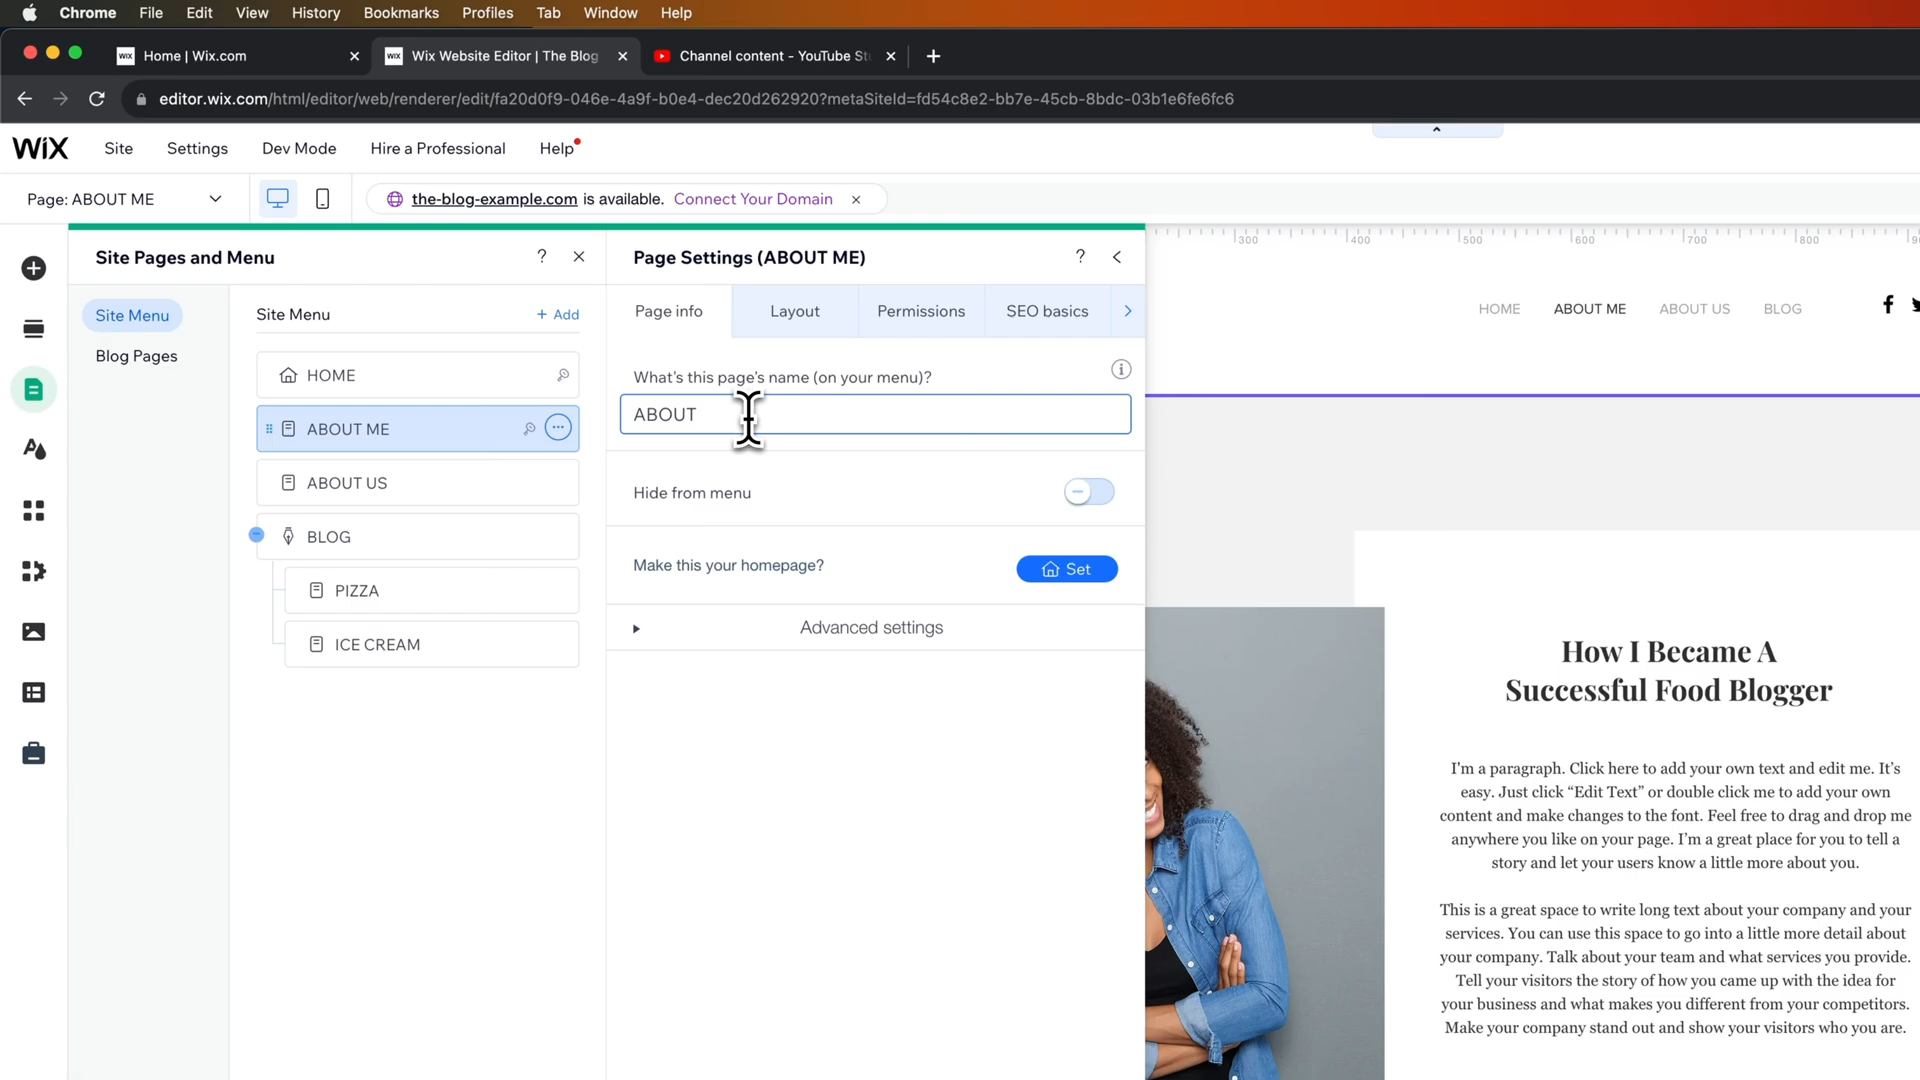 Chrome File Edit View History Bookmarks Profiles Tab Window Help
WIX Home | Wix.com
WIX Wix Website Editor | The Blog
Channel content - YouTube St
editor.wix.com/html/editor/web/renderer/edit/fa20d0f9-046e-4a9f-b0e4-dec20d262920?metaSiteId=fd54c8e2-bb7e-45cb-8bdc-03b1e6fe6fc6
WiX Site Settings Dev Mode Hire a Professional Help
Page: ABOUT ME
the-blog-example.com is available. Connect Your Domain
Site Pages and Menu ?
Page Settings (ABOUT ME) ?
300 400 500 600 700 800
Site Menu
Blog Pages
Site Menu + Add
HOME
ABOUT ME
ABOUT US
BLOG
PIZZA
ICE CREAM
Page info Layout Permissions SEO basics
What's this page's name (on your menu)?
ABOUT
Hide from menu
Make this your homepage? Set
Advanced settings
HOME ABOUT ME ABOUT US BLOG
How I Became A
Successful Food Blogger
I'm a paragraph. Click here to add your own text and edit me. It's
easy. Just click “Edit Text” or double click me to add your own
content and make changes to the font. Feel free to drag and drop me
anywhere you like on your page. I'm a great place for you to tell a
story and let your users know a little more about you.
This is a great space to write long text about your company and your
services. You can use this space to go into a little more detail about
your company. Talk about your team and what services you provide.
Tell your visitors the story of how you came up with the idea for
your business and what makes you different from your competitors.
Make your company stand out and show your visitors who you are.